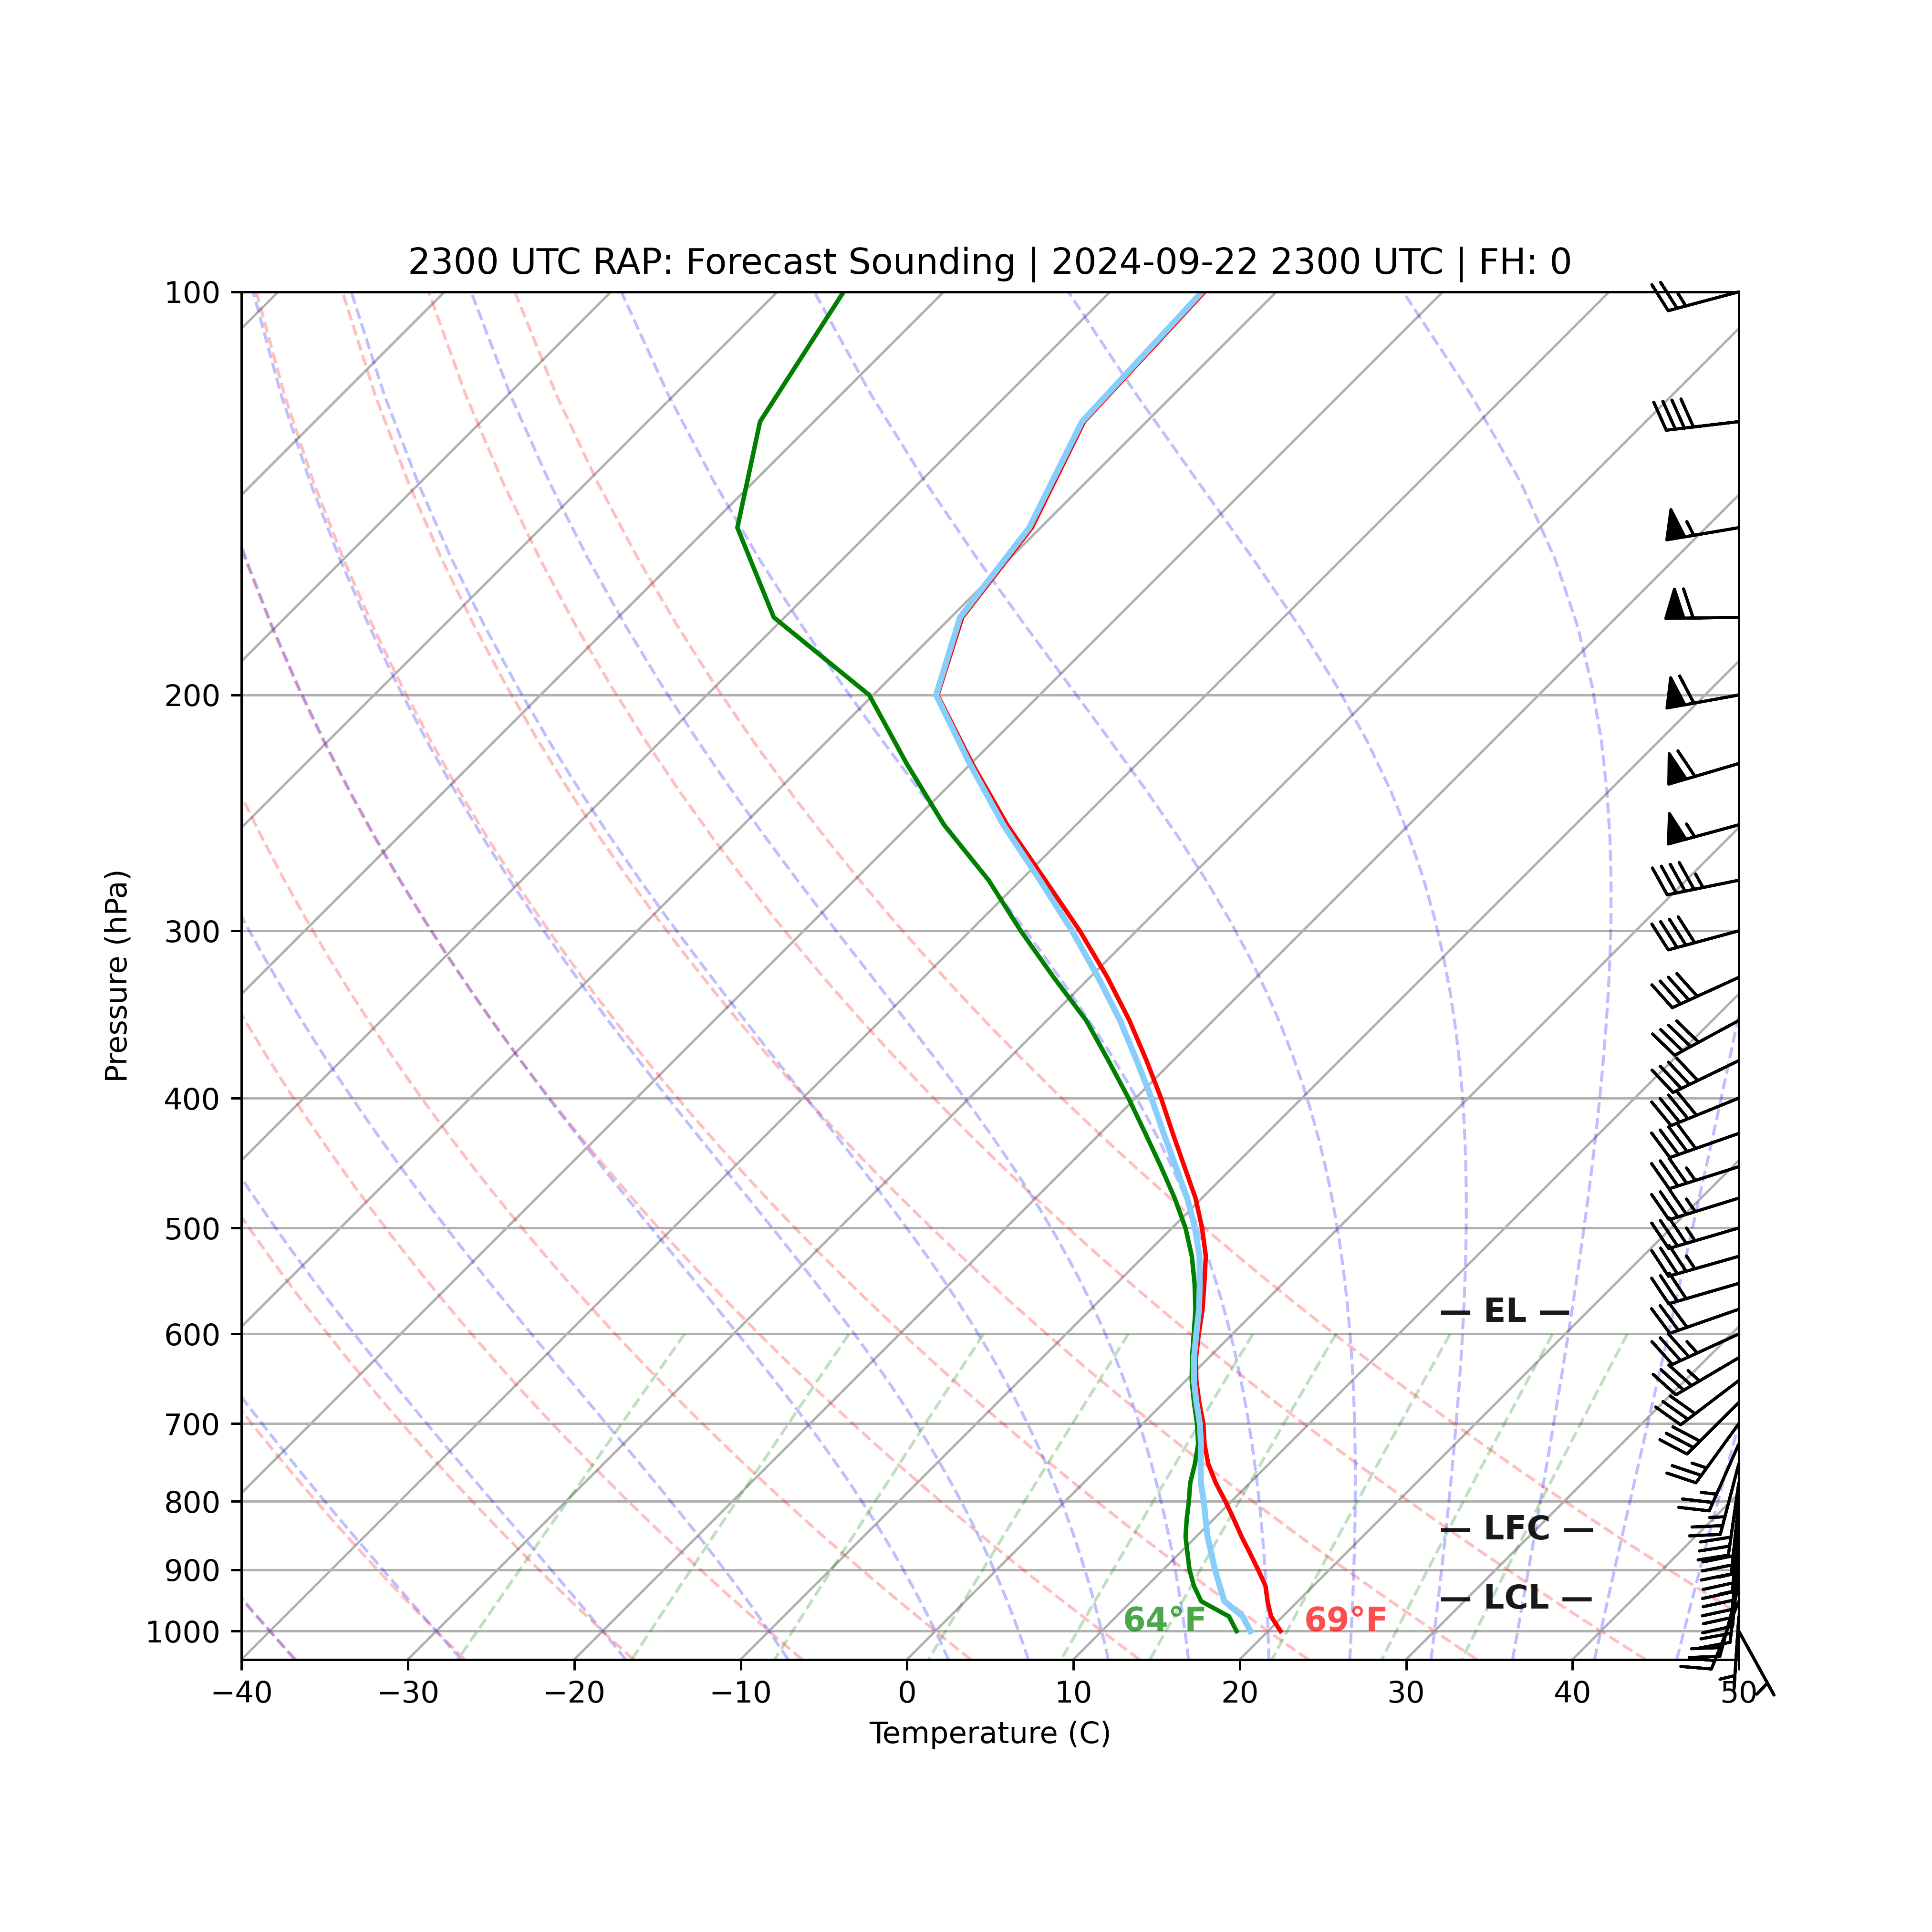 2300 UTC RAP: Forecast Sounding | 2024-09-22 2300 UTC | FH: 0
100
200
300
400
500
600
700
800
900
1000
Pressure (hPa)
— EL —
— LFC —
— LCL —
64°F
69°F
−40 −30 −20 −10 0 10 20 30 40 50
Temperature (C)